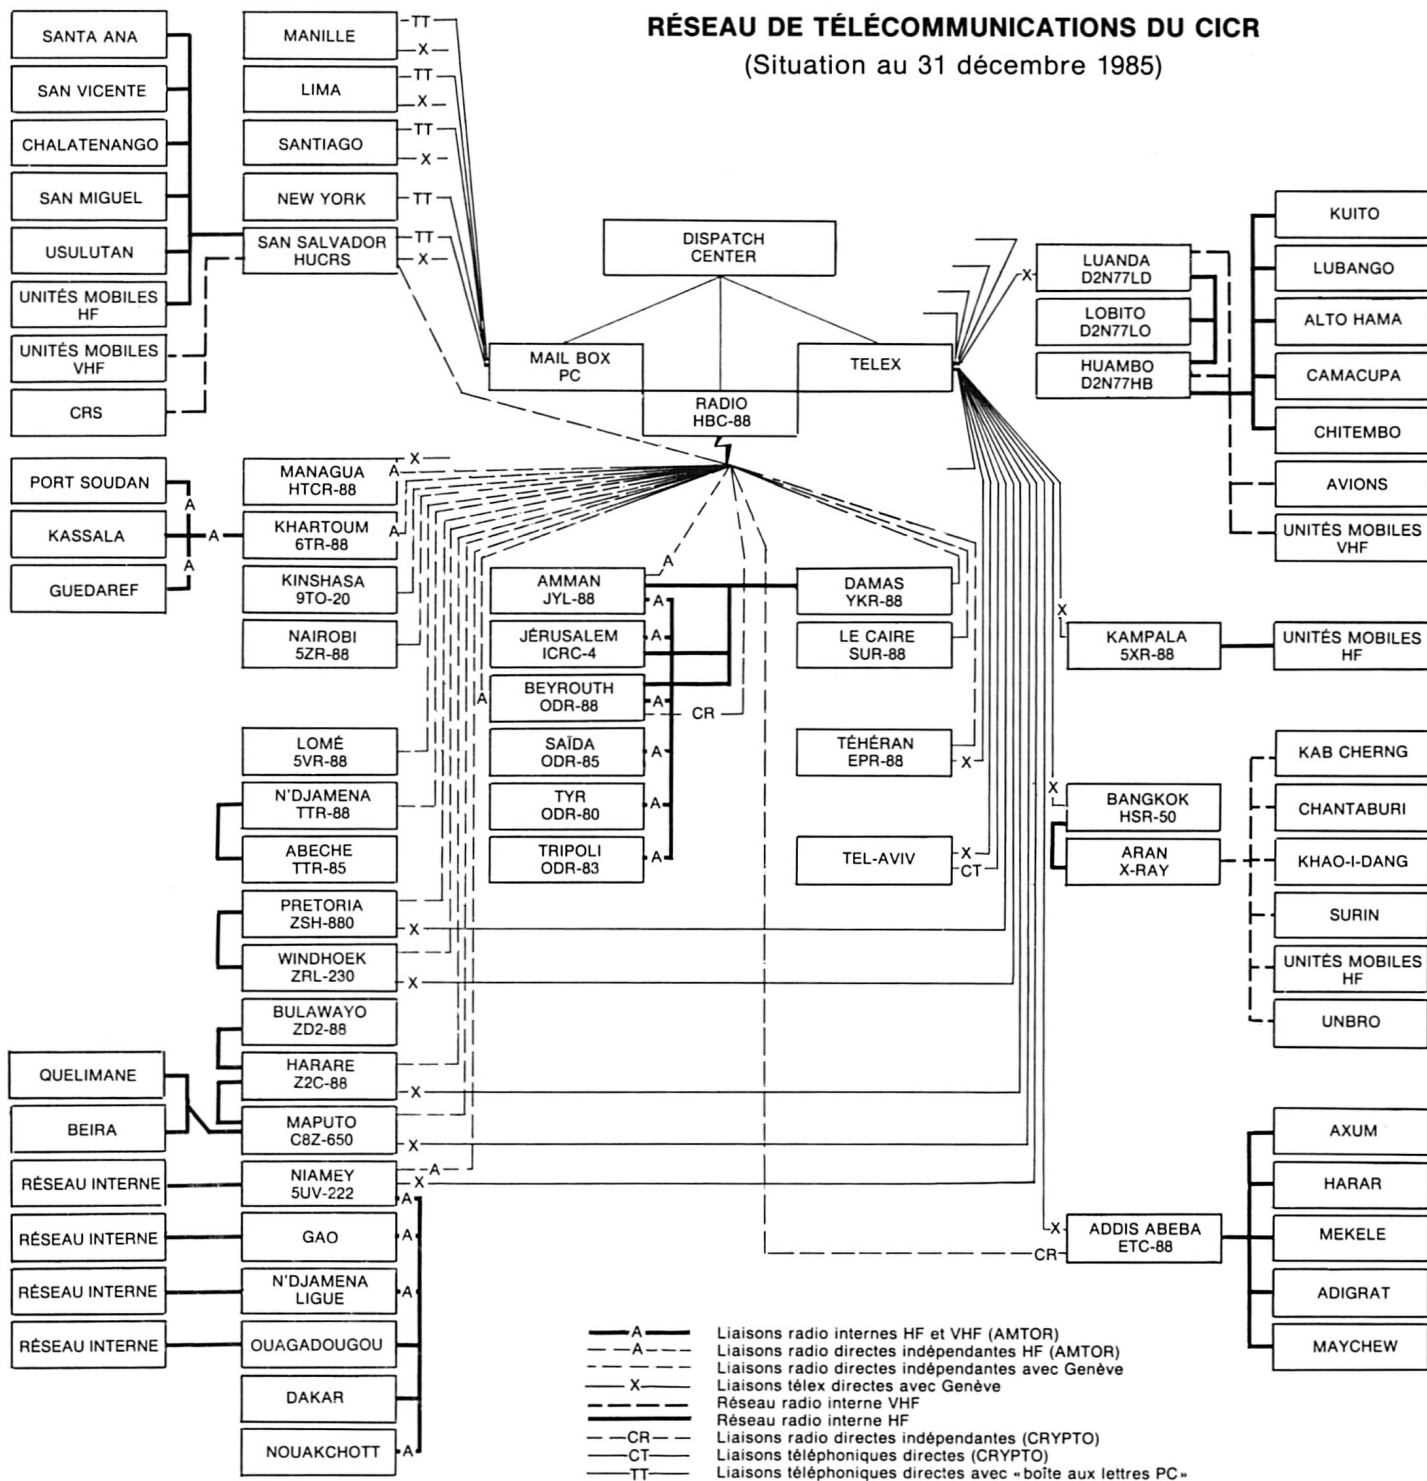 RÉSEAU DE TÉLÉCOMMUNICATIONS DU CICR
(Situation au 31 décembre 1985)
SANTA ANA
SAN VICENTE
CHALATENANGO
SAN MIGUEL
USULUTAN
UNITÉS MOBILES
HF
UNITÉS MOBILES
VHF
CRS
MANILLE
TT
X
LIMA
TT
X
SANTIAGO
TT
X
NEW YORK
TT
SAN SALVADOR
HUCRS
TT
X
DISPATCH
CENTER
MAIL BOX
PC
TELEX
RADIO
HBC-88
X
LUANDA
D2N77LD
LOBITO
D2N77LO
HUAMBO
D2N77HB
KUITO
LUBANGO
ALTO HAMA
CAMACUPA
CHITEMBO
AVIONS
UNITÉS MOBILES
VHF
PORT SOUDAN
KASSALA
GUEDAREF
A
A
A
MANAGUA
HTCR-88
X
A
KHARTOUM
6TR-88
A
KINSHASA
9TO-20
NAIROBI
5ZR-88
LOMÉ
5VR-88
N'DJAMENA
TTR-88
ABECHE
TTR-85
PRETORIA
ZSH-880
X
WINDHOEK
ZRL-230
X
BULAWAYO
ZD2-88
HARARE
Z2C-88
X
MAPUTO
C8Z-650
X
NIAMEY
5UV-222
A
X
A
GAO
A
N'DJAMENA
LIGUE
A
OUAGADOUGOU
DAKAR
NOUAKCHOTT
A
QUELIMANE
BEIRA
RÉSEAU INTERNE
RÉSEAU INTERNE
RÉSEAU INTERNE
RÉSEAU INTERNE
A
AMMAN
JYL-88
A
A
JÉRUSALEM
ICRC-4
A
BEYROUTH
ODR-88
A
CR
SAÏDA
ODR-85
A
TYR
ODR-80
A
TRIPOLI
ODR-83
A
DAMAS
YKR-88
LE CAIRE
SUR-88
TÉHÉRAN
EPR-88
X
TEL-AVIV
X
CT
X
KAMPALA
5XR-88
UNITÉS MOBILES
HF
X
BANGKOK
HSR-50
ARAN
X-RAY
KAB CHERNG
CHANTABURI
KHAO-I-DANG
SURIN
UNITÉS MOBILES
HF
UNBRO
X
CR
ADDIS ABEBA
ETC-88
AXUM
HARAR
MEKELE
ADIGRAT
MAYCHEW
A Liaisons radio internes HF et VHF (AMTOR)
A Liaisons radio directes indépendantes HF (AMTOR)
Liaisons radio directes indépendantes avec Genève
X Liaisons télex directes avec Genève
Réseau radio interne VHF
Réseau radio interne HF
CR Liaisons radio directes indépendantes (CRYPTO)
CT Liaisons téléphoniques directes (CRYPTO)
TT Liaisons téléphoniques directes avec «boîte aux lettres PC»